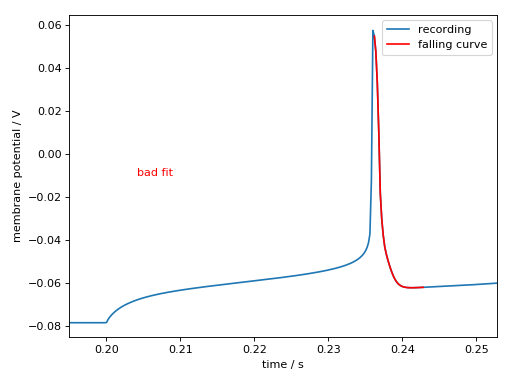 0.06
recording
falling curve
0.04
0.02
0.00
−0.02
−0.04
−0.06
−0.08
membrane potential / V
bad fit
0.20 0.21 0.22 0.23 0.24 0.25
time / s